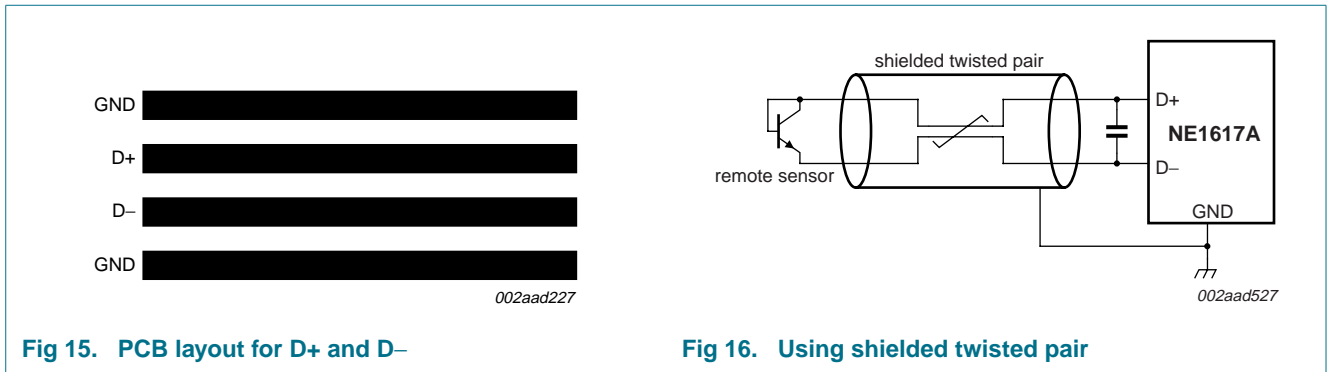 GND
D+
D−
GND
002aad227
Fig 15. PCB layout for D+ and D−
shielded twisted pair
remote sensor
D+
NE1617A
D−
GND
002aad527
Fig 16. Using shielded twisted pair